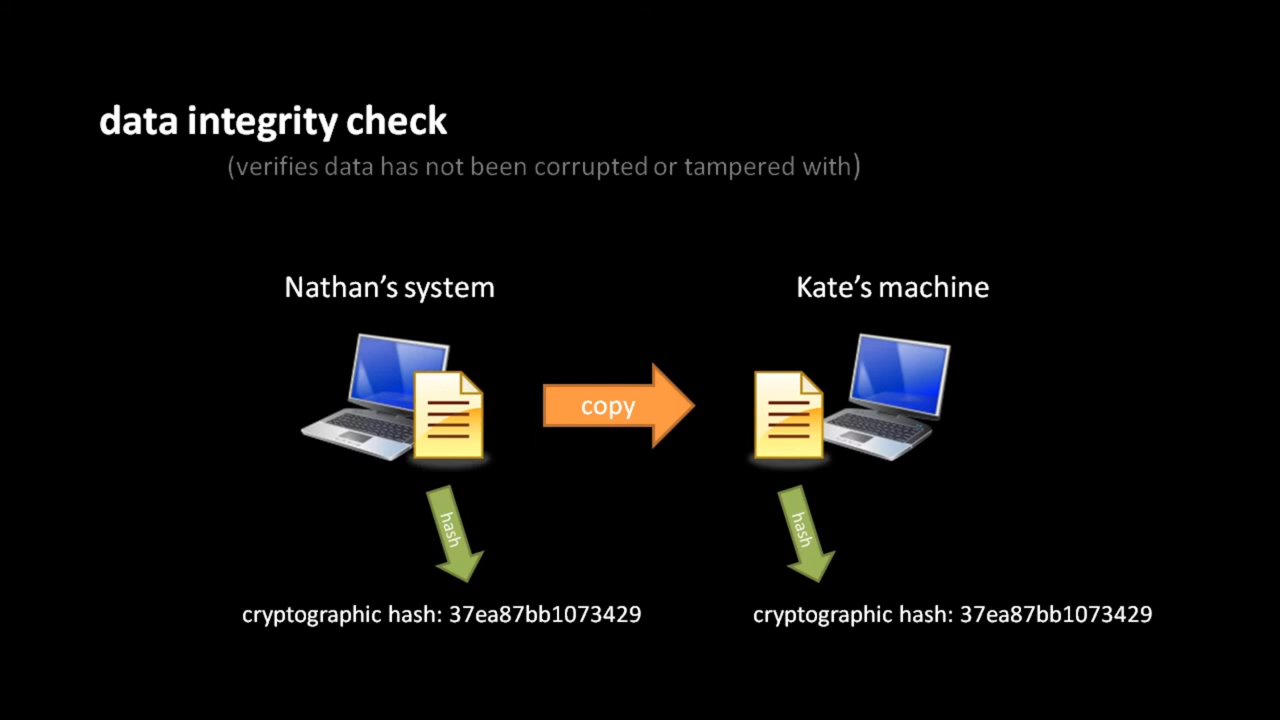 data integrity check
(verifies data has not been corrupted or tampered with)
Nathan’s system
Kate’s machine
copy
hash
hash
cryptographic hash: 37ea87bb1073429
cryptographic hash: 37ea87bb1073429